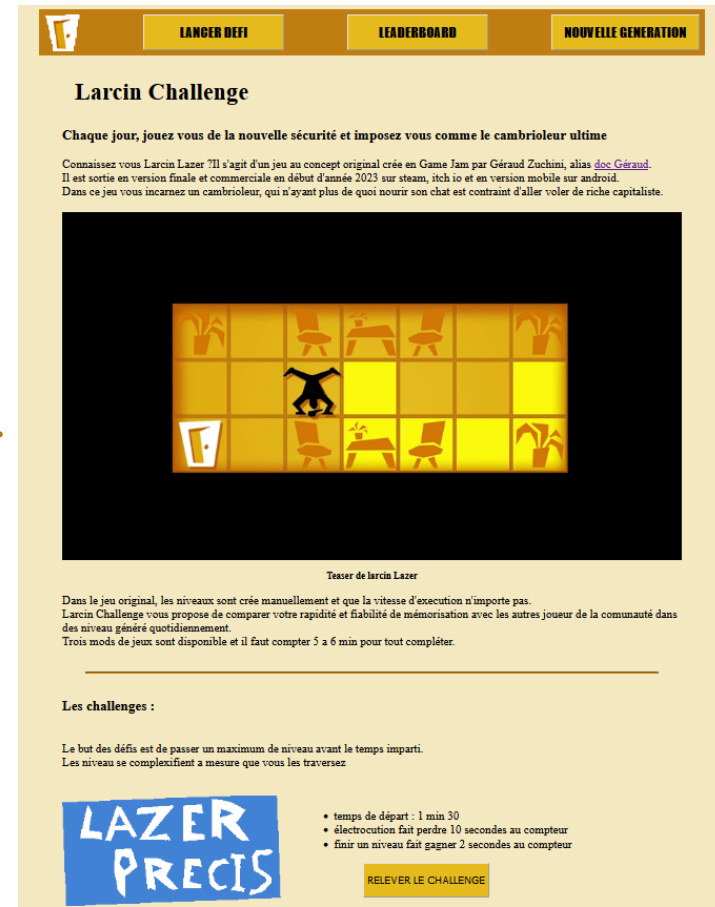 LANCER DEFI
LEADERBOARD
NOUVELLE GENERATION
Larcin Challenge
Chaque jour, jouez vous de la nouvelle sécurité et imposez vous comme le cambrioleur ultime
Connaissez vous Larcin Lazer ?Il s'agit d'un jeu au concept original crée en Game Jam par Géraud Zuchini, alias doc Géraud.
Il est sortie en version finale et commerciale en début d'année 2023 sur steam, itch io et en version mobile sur android.
Dans ce jeu vous incarnez un cambrioleur, qui n'ayant plus de quoi nourir son chat est contraint d'aller voler de riche capitaliste.
Teaser de larcin Lazer
Dans le jeu original, les niveaux sont crée manuellement et que la vitesse d'execution n'importe pas.
Larcin Challenge vous propose de comparer votre rapidité et fiabilité de mémorisation avec les autres joueur de la comunauté dans
des niveau généré quotidiennement.
Trois mods de jeux sont disponible et il faut compter 5 a 6 min pour tout compléter.
Les challenges :
Le but des défis est de passer un maximum de niveau avant le temps imparti.
Les niveau se complexifient a mesure que vous les traversez
LAZER
PRECIS
• temps de départ : 1 min 30
• électrocution fait perdre 10 secondes au compteur
• finir un niveau fait gagner 2 secondes au compteur
RELEVER LE CHALLENGE